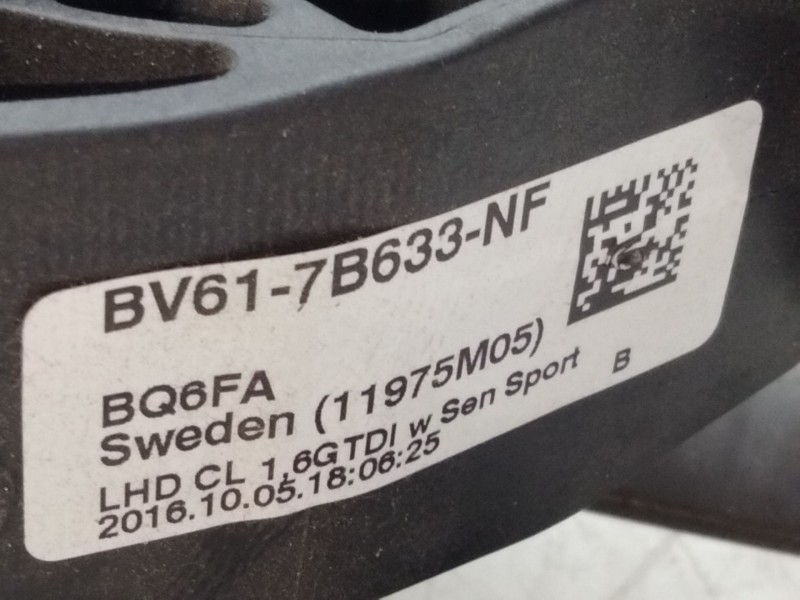 BV61-7B633-NF
BQ6FA
Sweden (11975M05)
LHD CL 1,6GTDI w Sen Sport B
2016.10.05.18:06:25